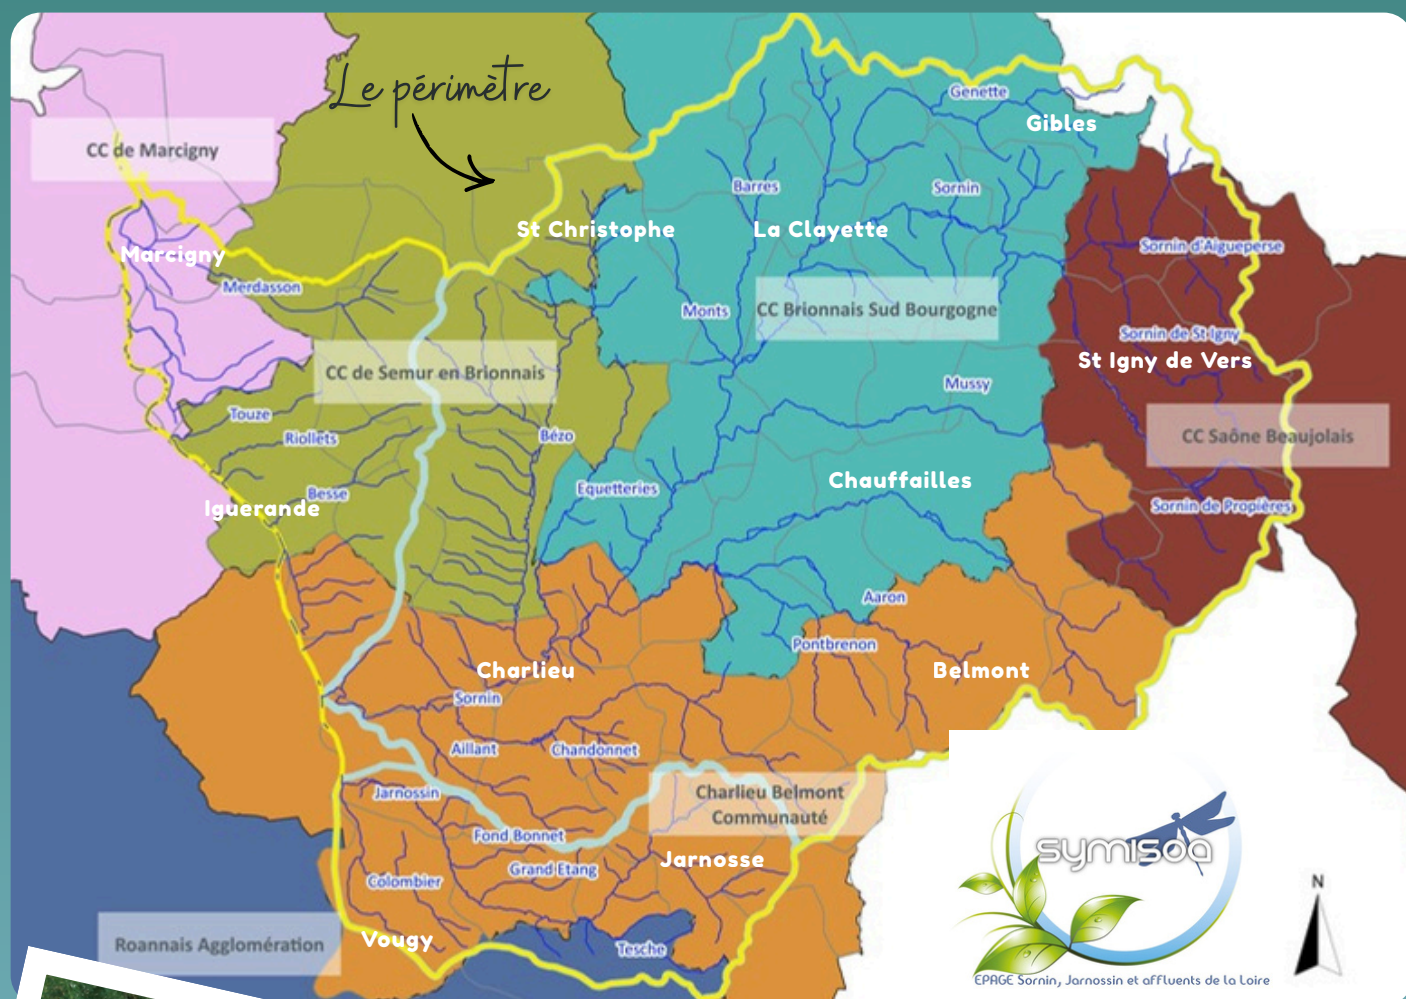 Le périmètre
Genette
Gibles
CC de Marcigny
Barres
Sornin
St Christophe
La Clayette
Sornin d'Aigueperse
Marcigny
Merdasson
Monts
CC Brionnais Sud Bourgogne
Sornin de St Igny
St Igny de Vers
CC de Semur en Brionnais
Mussy
Touze
Riollets
Bézo
CC Saône Beaujolais
Chauffailles
Equetteries
Besse
Iguerande
Sornin de Propières
Aaron
Pontbrenon
Charlieu
Belmont
Sornin
Aillant
Chandonnet
Jarnossin
Charlieu Belmont
Communauté
Fond Bonnet
symisoa
Jarnosse
Grand Etang
Colombier
N
Roannais Agglomération
Vougy
Tesche
EPAGE Sornin, Jarnossin et affluents de la Loire